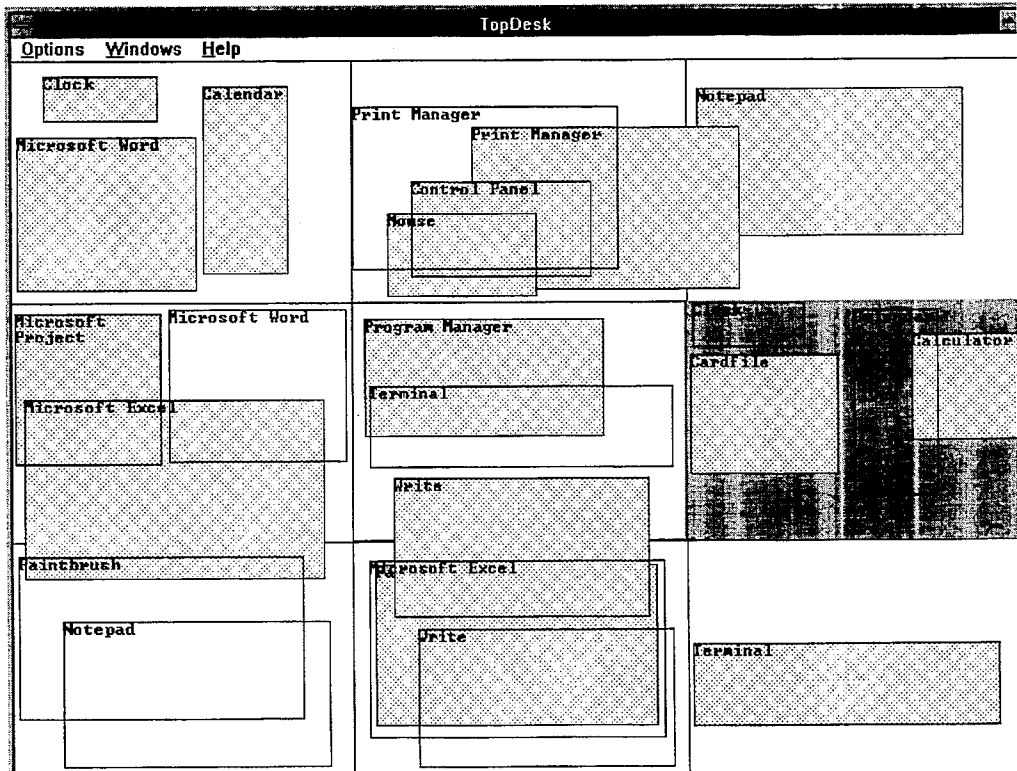 TopDesk
Options Windows Help
Clock
Calendar
Microsoft Word
Print Manager
Print Manager
Control Panel
Mouse
Notepad
Microsoft
Project
Microsoft Word
Microsoft Excel
Program Manager
Terminal
Write
Cardfile
Calculator
Paintbrush
Notepad
Microsoft Excel
Write
Terminal